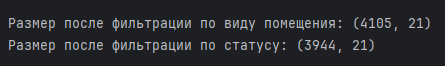 Размер после фильтрации по виду помещения: (4105, 21)
Размер после фильтрации по статусу: (3944, 21)